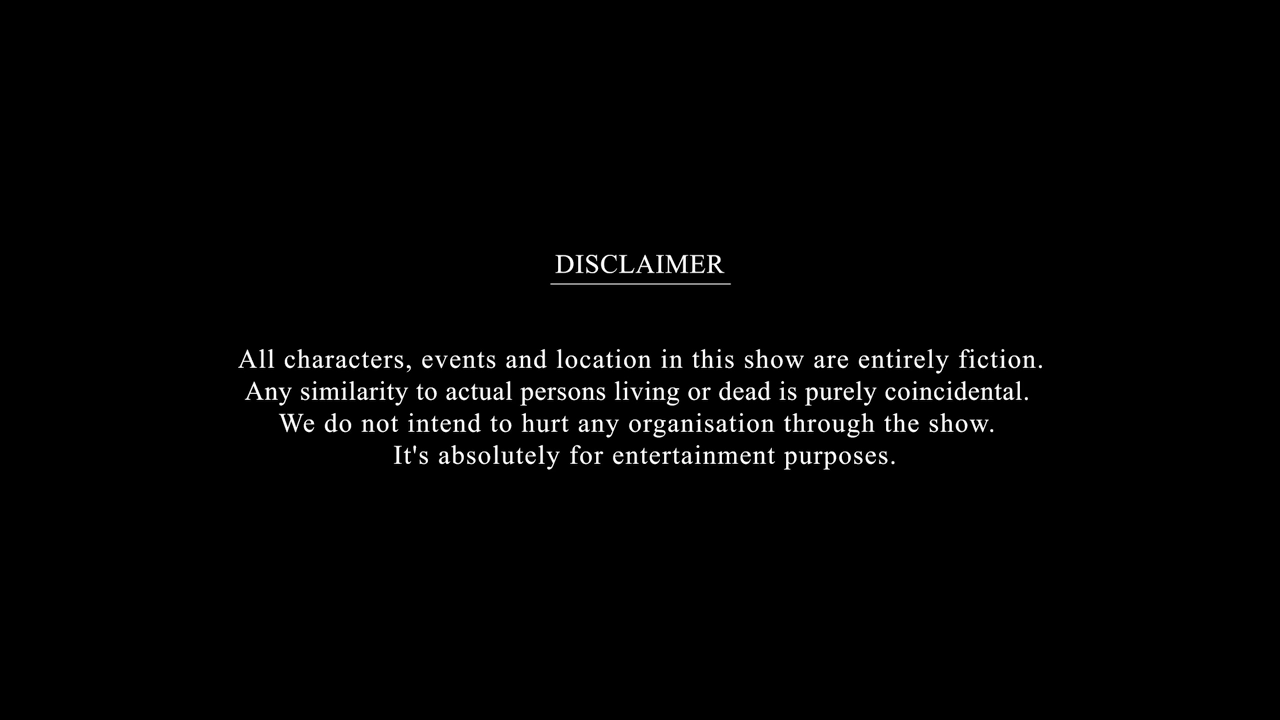 DISCLAIMER
All characters, events and location in this show are entirely fiction.
Any similarity to actual persons living or dead is purely coincidental.
We do not intend to hurt any organisation through the show.
It's absolutely for entertainment purposes.